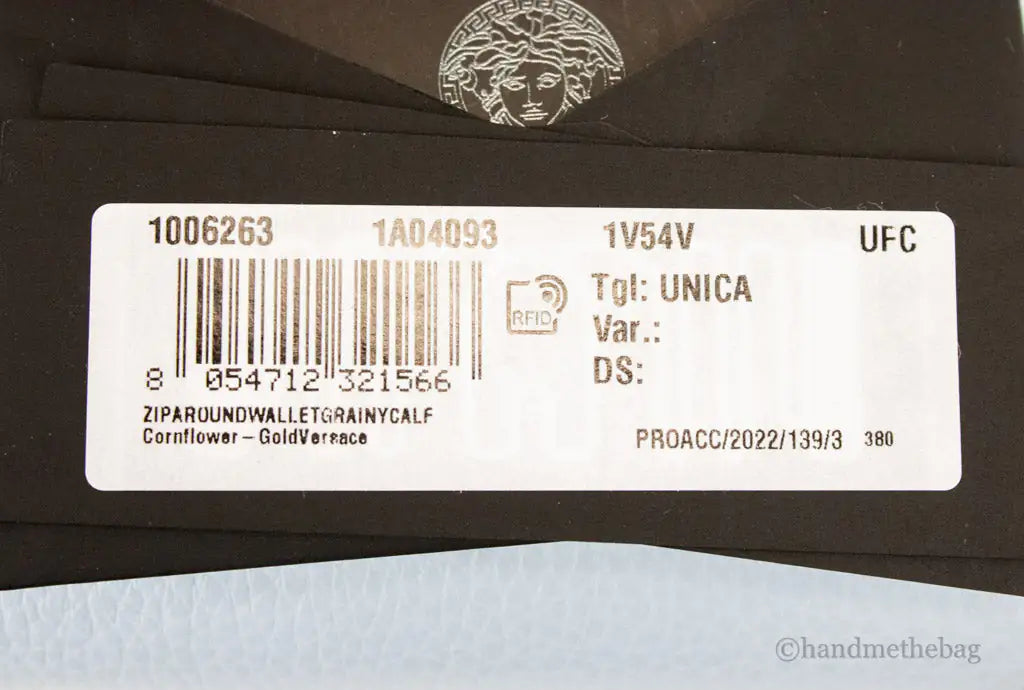 1006263 1A04093 1V54V UFC
RFID
Tgl: UNICA
Var.:
DS:
8 054712 321566
ZIPAROUNDWALLETGRAINYCALF
Cornflower - GoldVersace
PROACC/2022/139/3 380
©handmethebag